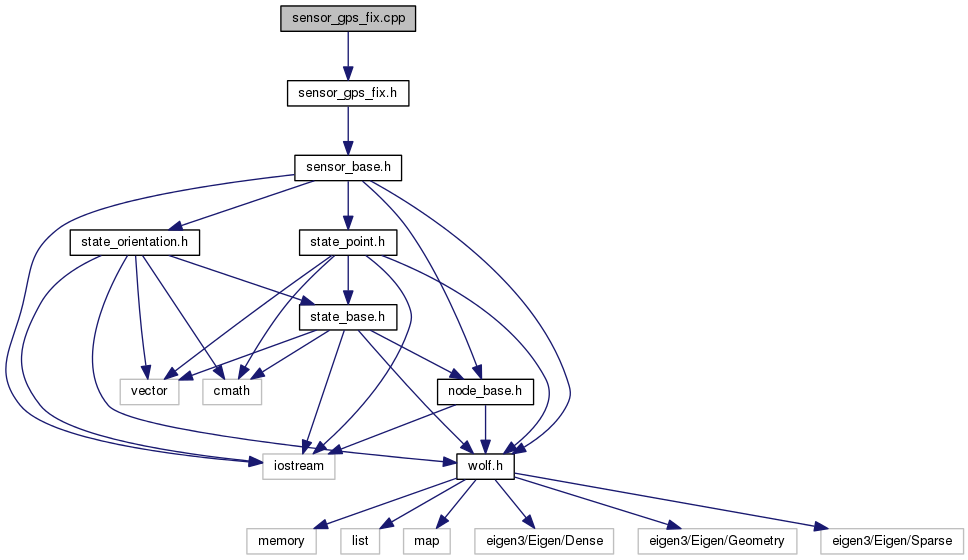 sensor_gps_fix.cpp
sensor_gps_fix.h
sensor_base.h
state_orientation.h
state_point.h
state_base.h
vector
cmath
node_base.h
iostream
wolf.h
memory
list
map
eigen3/Eigen/Dense
eigen3/Eigen/Geometry
eigen3/Eigen/Sparse